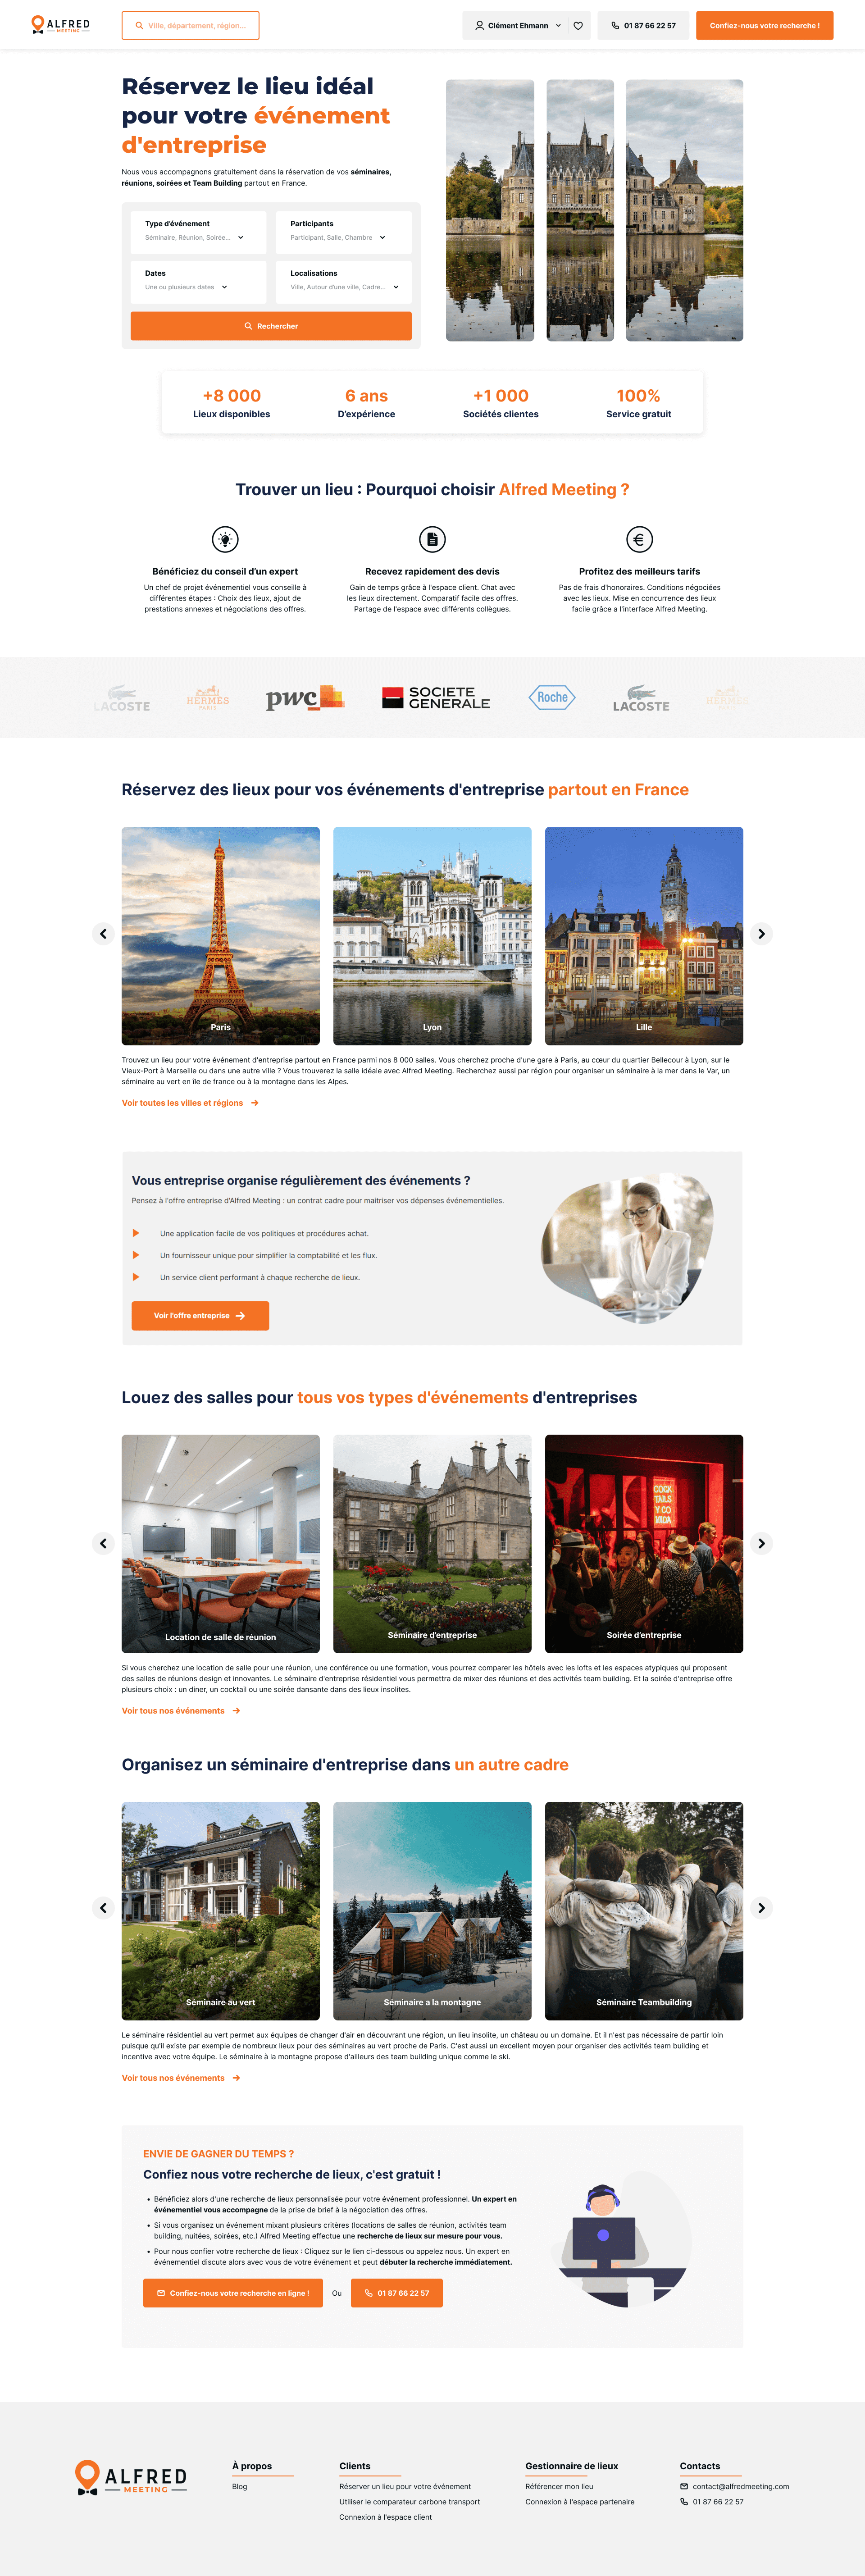 ALFRED
MEETING
Ville, département, région...
Clément Ehmann
01 87 66 22 57
Confiez-nous votre recherche !
Réservez le lieu idéal
pour votre événement
d'entreprise
Nous vous accompagnons gratuitement dans la réservation de vos séminaires,
réunions, soirées et Team Building partout en France.
Type d'événement
Séminaire, Réunion, Soirée...
Participants
Participant, Salle, Chambre
Dates
Une ou plusieurs dates
Localisations
Ville, Autour d'une ville, Cadre...
Rechercher
+8 000
Lieux disponibles
6 ans
D'expérience
+1 000
Sociétés clientes
100%
Service gratuit
Trouver un lieu : Pourquoi choisir Alfred Meeting ?
Bénéficiez du conseil d'un expert
Un chef de projet événementiel vous conseille à
différentes étapes : Choix des lieux, ajout de
prestations annexes et négociations des offres.
Recevez rapidement des devis
Gain de temps grâce à l'espace client. Chat avec
les lieux directement. Comparatif facile des offres.
Partage de l'espace avec différents collègues.
Profitez des meilleurs tarifs
Pas de frais d'honoraires. Conditions négociées
avec les lieux. Mise en concurrence des lieux
facile grâce a l'interface Alfred Meeting.
LACOSTE
HERMES
PARIS
pwc
SOCIETE
GENERALE
Roche
LACOSTE
HERMES
PARIS
Réservez des lieux pour vos événements d'entreprise partout en France
Paris
Lyon
Lille
Trouvez un lieu pour votre événement d'entreprise partout en France parmi nos 8 000 salles. Vous cherchez proche d'une gare à Paris, au cœur du quartier Bellecour à Lyon, sur le
Vieux-Port à Marseille ou dans une autre ville ? Vous trouverez la salle idéale avec Alfred Meeting. Recherchez aussi par région pour organiser un séminaire à la mer dans le Var, un
séminaire au vert en île de france ou à la montagne dans les Alpes.
Voir toutes les villes et régions
Vous entreprise organise régulièrement des événements ?
Pensez à l'offre entreprise d'Alfred Meeting : un contrat cadre pour maitriser vos dépenses événementielles.
Une application facile de vos politiques et procédures achat.
Un fournisseur unique pour simplifier la comptabilité et les flux.
Un service client performant à chaque recherche de lieux.
Voir l'offre entreprise
Louez des salles pour tous vos types d'événements d'entreprises
COCK
TAILS
Y CO
MIDA
Location de salle de réunion
Séminaire d'entreprise
Soirée d'entreprise
Si vous cherchez une location de salle pour une réunion, une conférence ou une formation, vous pourrez comparer les hôtels avec les lofts et les espaces atypiques qui proposent
des salles de réunions design et innovantes. Le séminaire d'entreprise résidentiel vous permettra de mixer des réunions et des activités team building. Et la soirée d'entreprise offre
plusieurs choix : un diner, un cocktail ou une soirée dansante dans des lieux insolites.
Voir tous nos événements
Organisez un séminaire d'entreprise dans un autre cadre
Séminaire au vert
Séminaire a la montagne
Séminaire Teambuilding
Le séminaire résidentiel au vert permet aux équipes de changer d'air en découvrant une région, un lieu insolite, un château ou un domaine. Et il n'est pas nécessaire de partir loin
puisque qu'il existe par exemple de nombreux lieux pour des séminaires au vert proche de Paris. C'est aussi un excellent moyen pour organiser des activités team building et
incentive avec votre équipe. Le séminaire à la montagne propose d'ailleurs des team building unique comme le ski.
Voir tous nos événements
ENVIE DE GAGNER DU TEMPS ?
Confiez nous votre recherche de lieux, c'est gratuit !
• Bénéficiez alors d'une recherche de lieux personnalisée pour votre événement professionnel. Un expert en
événementiel vous accompagne de la prise de brief à la négociation des offres.
• Si vous organisez un événement mixant plusieurs critères (locations de salles de réunion, activités team
building, nuitées, soirées, etc.) Alfred Meeting effectue une recherche de lieux sur mesure pour vous.
• Pour nous confier votre recherche de lieux : Cliquez sur le lien ci-dessous ou appelez nous. Un expert en
événementiel discute alors avec vous de votre événement et peut débuter la recherche immédiatement.
Confiez-nous votre recherche en ligne !
Ou
01 87 66 22 57
ALFRED
MEETING
À propos
Blog
Clients
Réserver un lieu pour votre événement
Utiliser le comparateur carbone transport
Connexion à l'espace client
Gestionnaire de lieux
Référencer mon lieu
Connexion à l'espace partenaire
Contacts
contact@alfredmeeting.com
01 87 66 22 57